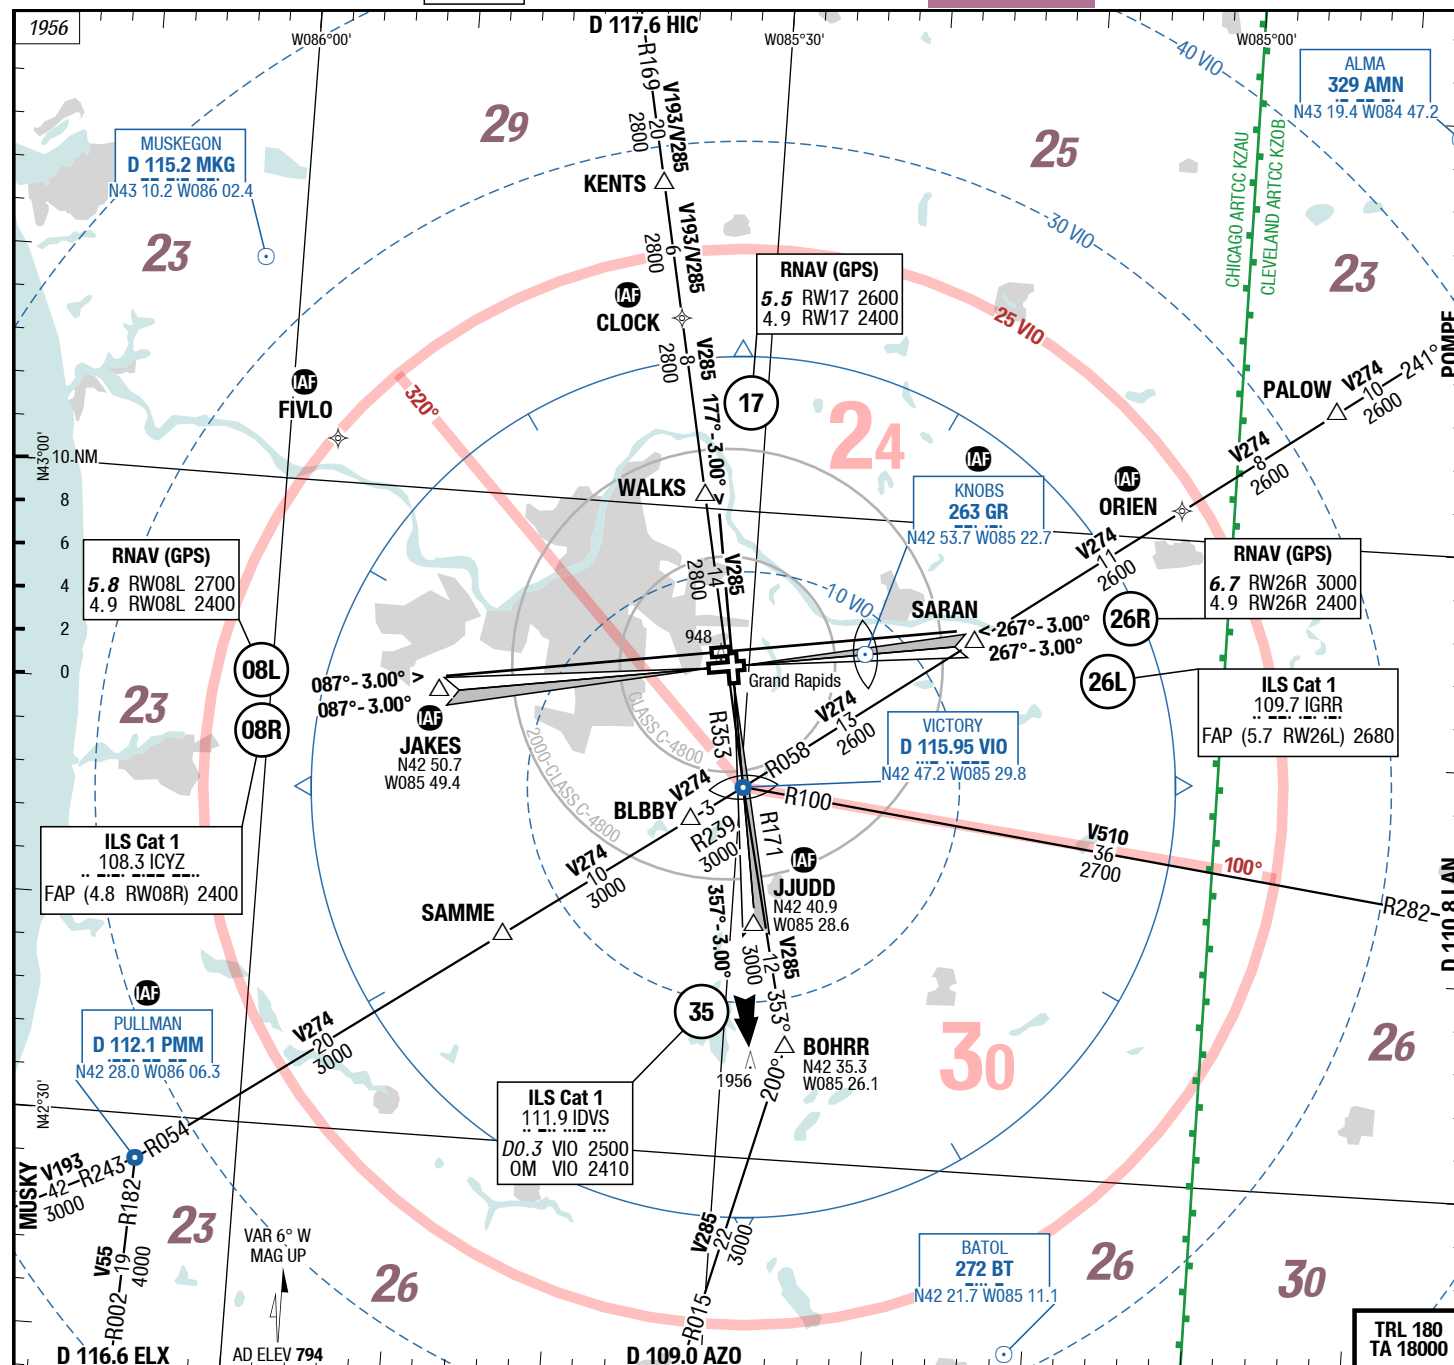 1956
D 117.6 HIC
W086°00'
W085°30'
W085°00'
40 VIO
ALMA
329 AMN
N43 19.4 W084 47.2
R169
V193/V285
20
2800
29
25
MUSKEGON
D 115.2 MKG
N43 10.2 W086 02.4
KENTS
CHICAGO ARTCC KZAU
CLEVELAND ARTCC KZOB
30 VIO
23
V193/V285
6
2800
23
RNAV (GPS)
5.5 RW17 2600
4.9 RW17 2400
IAF
CLOCK
25 VIO
POMPE
V285
8
2800
IAF
FIVLO
320°
17
177°-3.00° >
24
PALOW
V274
10
2600
241°
N43°00'
10 NM
8
6
4
2
0
WALKS
IAF
KNOBS
263 GR
N42 53.7 W085 22.7
IAF
ORIEN
V274
8
2600
V274
11
2600
RNAV (GPS)
5.8 RW08L 2700
4.9 RW08L 2400
V285
14
2800
10 VIO
RNAV (GPS)
6.7 RW26R 3000
4.9 RW26R 2400
SARAN
26R
948
< 267°-3.00°
267°-3.00°
08L
087°-3.00° >
087°-3.00°
Grand Rapids
26L
ILS Cat 1
109.7 IGRR
FAP (5.7 RW26L) 2680
23
08R
IAF
JAKES
N42 50.7
W085 49.4
CLASS C-4800
2000-CLASS C-4800
R353
V274
13
2600
VICTORY
D 115.95 VIO
N42 47.2 W085 29.8
R058
R100
V274
3
BLBBY
R239
3000
R171
V510
36
2700
100°
ILS Cat 1
108.3 ICYZ
FAP (4.8 RW08R) 2400
V274
10
3000
IAF
JJUDD
N42 40.9
W085 28.6
R282
D 110.8 LAN
SAMME
357°-3.00°
3000
V285
12
353°
IAF
PULLMAN
D 112.1 PMM
N42 28.0 W086 06.3
V274
20
3000
35
30
26
BOHRR
N42 35.3
W085 26.1
1956
200°
N42°30'
ILS Cat 1
111.9 IDVS
D0.3 VIO 2500
OM VIO 2410
R054
MUSKY
V193
42
3000
R243
R182
23
V55
19
4000
R002
VAR 6° W
MAG UP
26
V285
22
3000
R015
BATOL
272 BT
N42 21.7 W085 11.1
26
30
D 116.6 ELX
AD ELEV 794
D 109.0 AZO
TRL 180
TA 18000